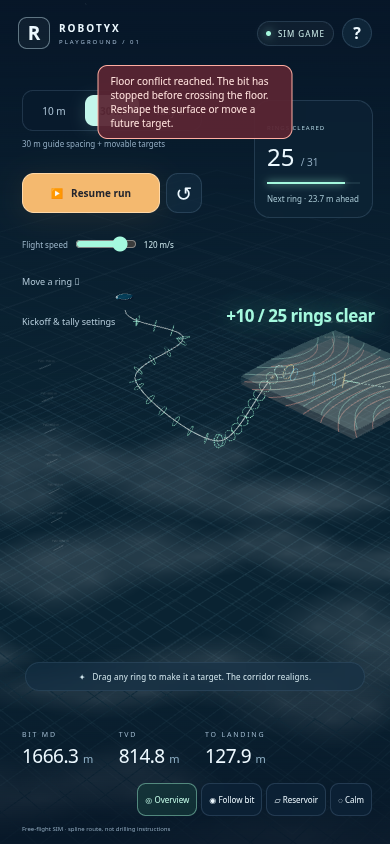 R
ROBOTYX
PLAYGROUND / 01
SIM GAME
?
Floor conflict reached. The bit has
stopped before crossing the floor.
Reshape the surface or move a
future target.
10 m
CLEARED
30 m guide spacing + movable targets
25 / 31
Next ring · 23.7 m ahead
▶ Resume run
↺
Flight speed
120 m/s
Move a ring
Kickoff & tally settings
+10 / 25 rings clear
✦ Drag any ring to make it a target. The corridor realigns.
BIT MD
TVD
TO LANDING
1666.3 m
814.8 m
127.9 m
◎ Overview
◉ Follow bit
▱ Reservoir
○ Calm
Free-flight SIM · spline route, not drilling instructions